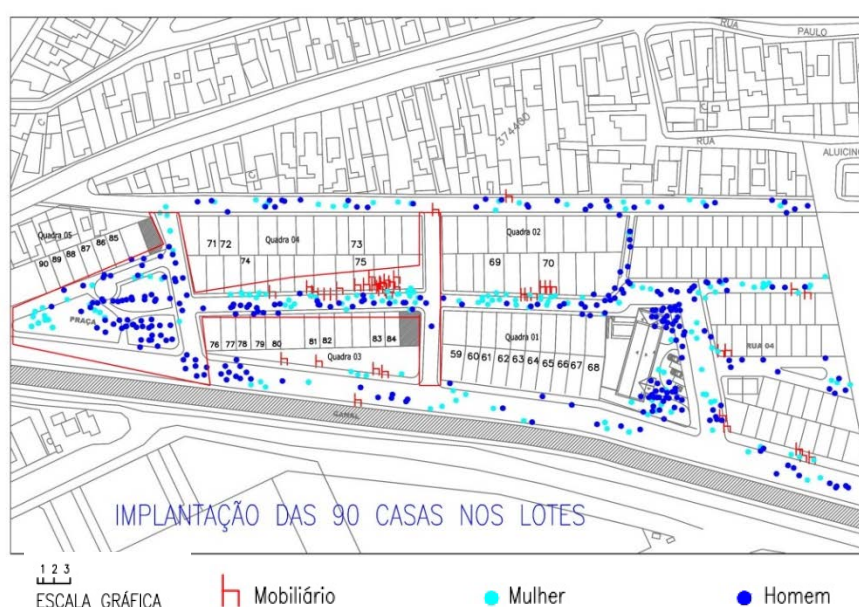 RUA
PAULO
C
374400
C
RUA
ALUICINO
Quadra 05
90 89 88 87 86 85
71 72
Quadra 04
73
74
75
Quadra 02
69
70
PRAÇA
76 77 78 79 80
81 82
83 84
Quadra 03
Quadra 01
59 60 61 62 63 64 65 66 67 68
RUA 04
CANAL
C
IMPLANTAÇÃO DAS 90 CASAS NOS LOTES
1 2 3
ESCALA GRÁFICA
Mobiliário
Mulher
Homem